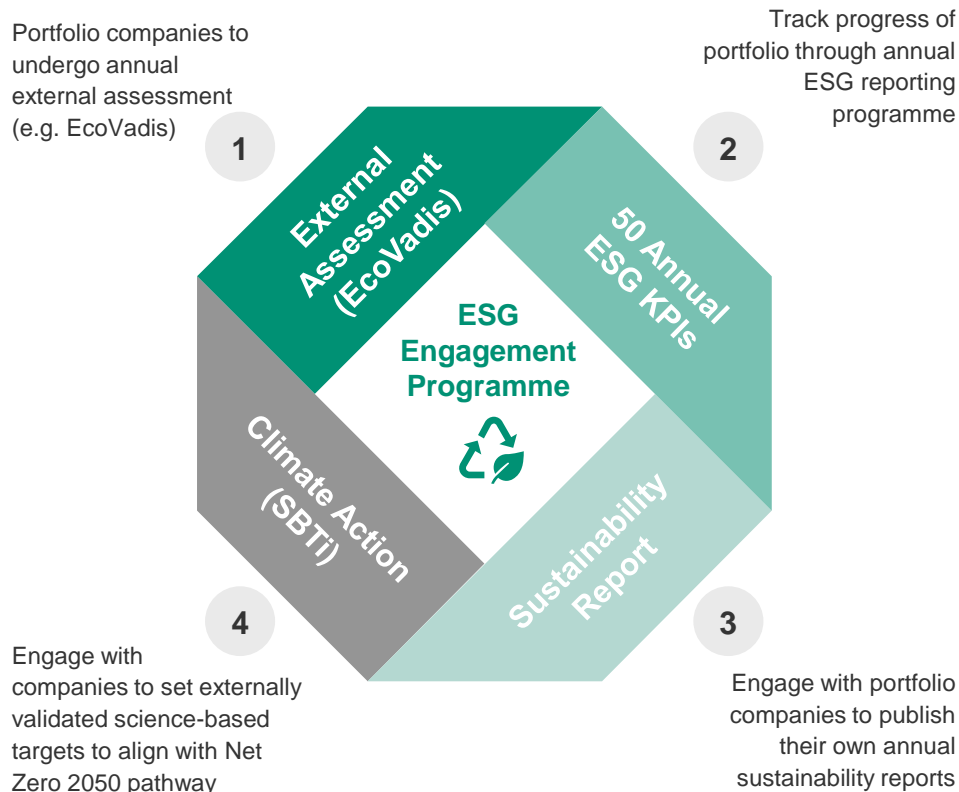 Portfolio companies to
undergo annual
external assessment
(e.g. EcoVadis)
1
External
Assessment
(EcoVadis)
Track progress of
portfolio through annual
ESG reporting
programme
2
50 Annual
ESG KPIs
ESG
Engagement
Programme
Climate Action
(SBTi)
4
Engage with
companies to set externally
validated science-based
targets to align with Net
Zero 2050 pathway
Sustainability
Report
3
Engage with portfolio
companies to publish
their own annual
sustainability reports